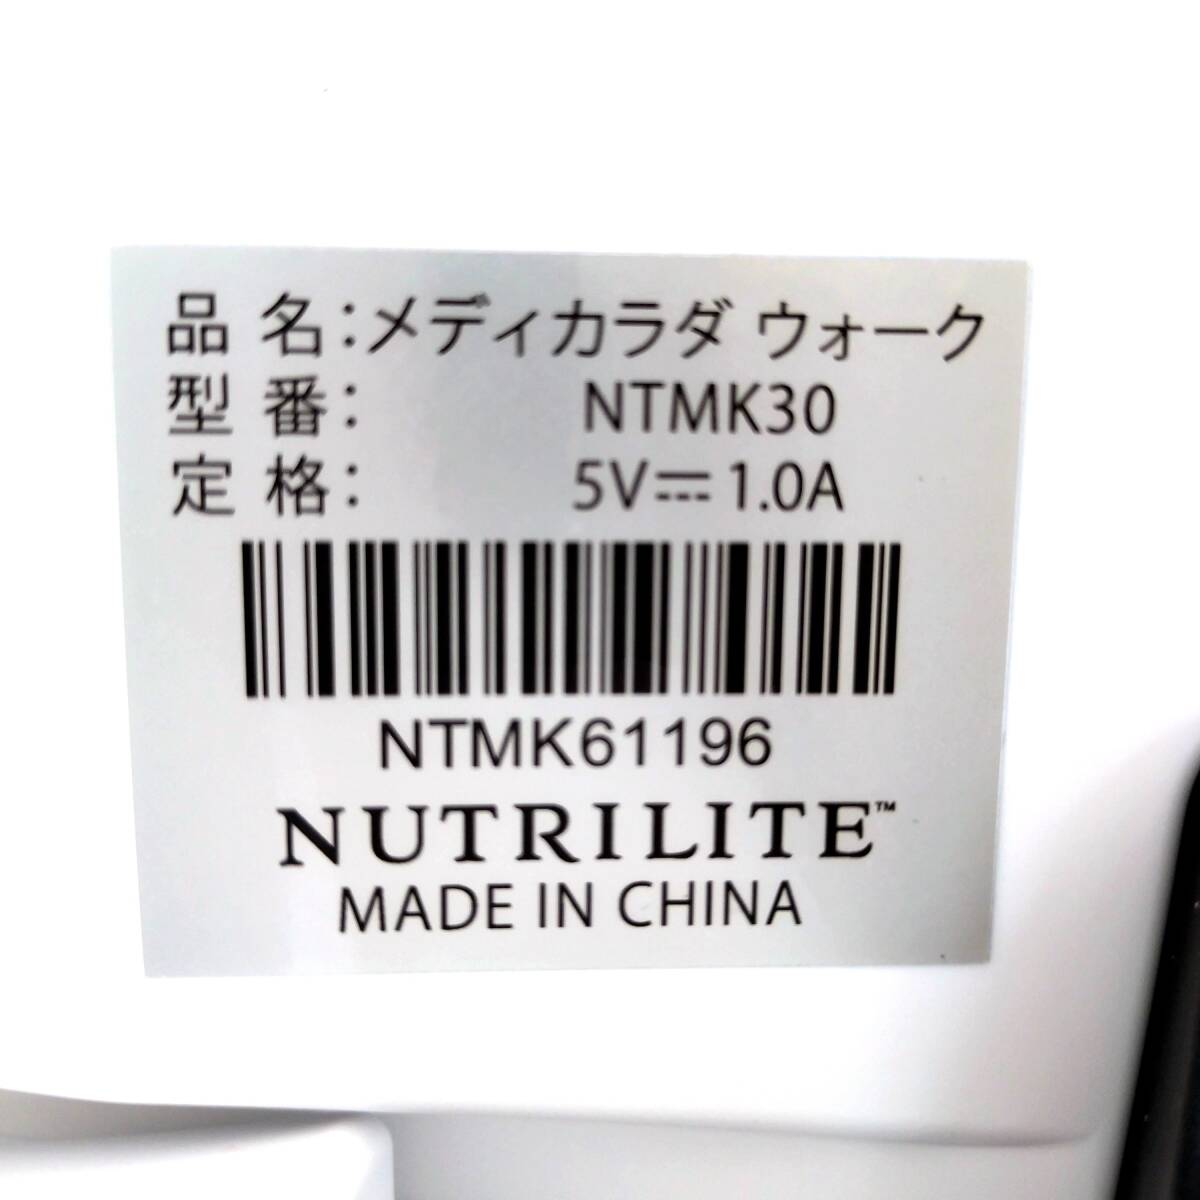 品名:メディカラダ ウォーク
型番: NTMK30
定格: 5V⎓1.0A
NTMK61196
NUTRILITE™
MADE IN CHINA